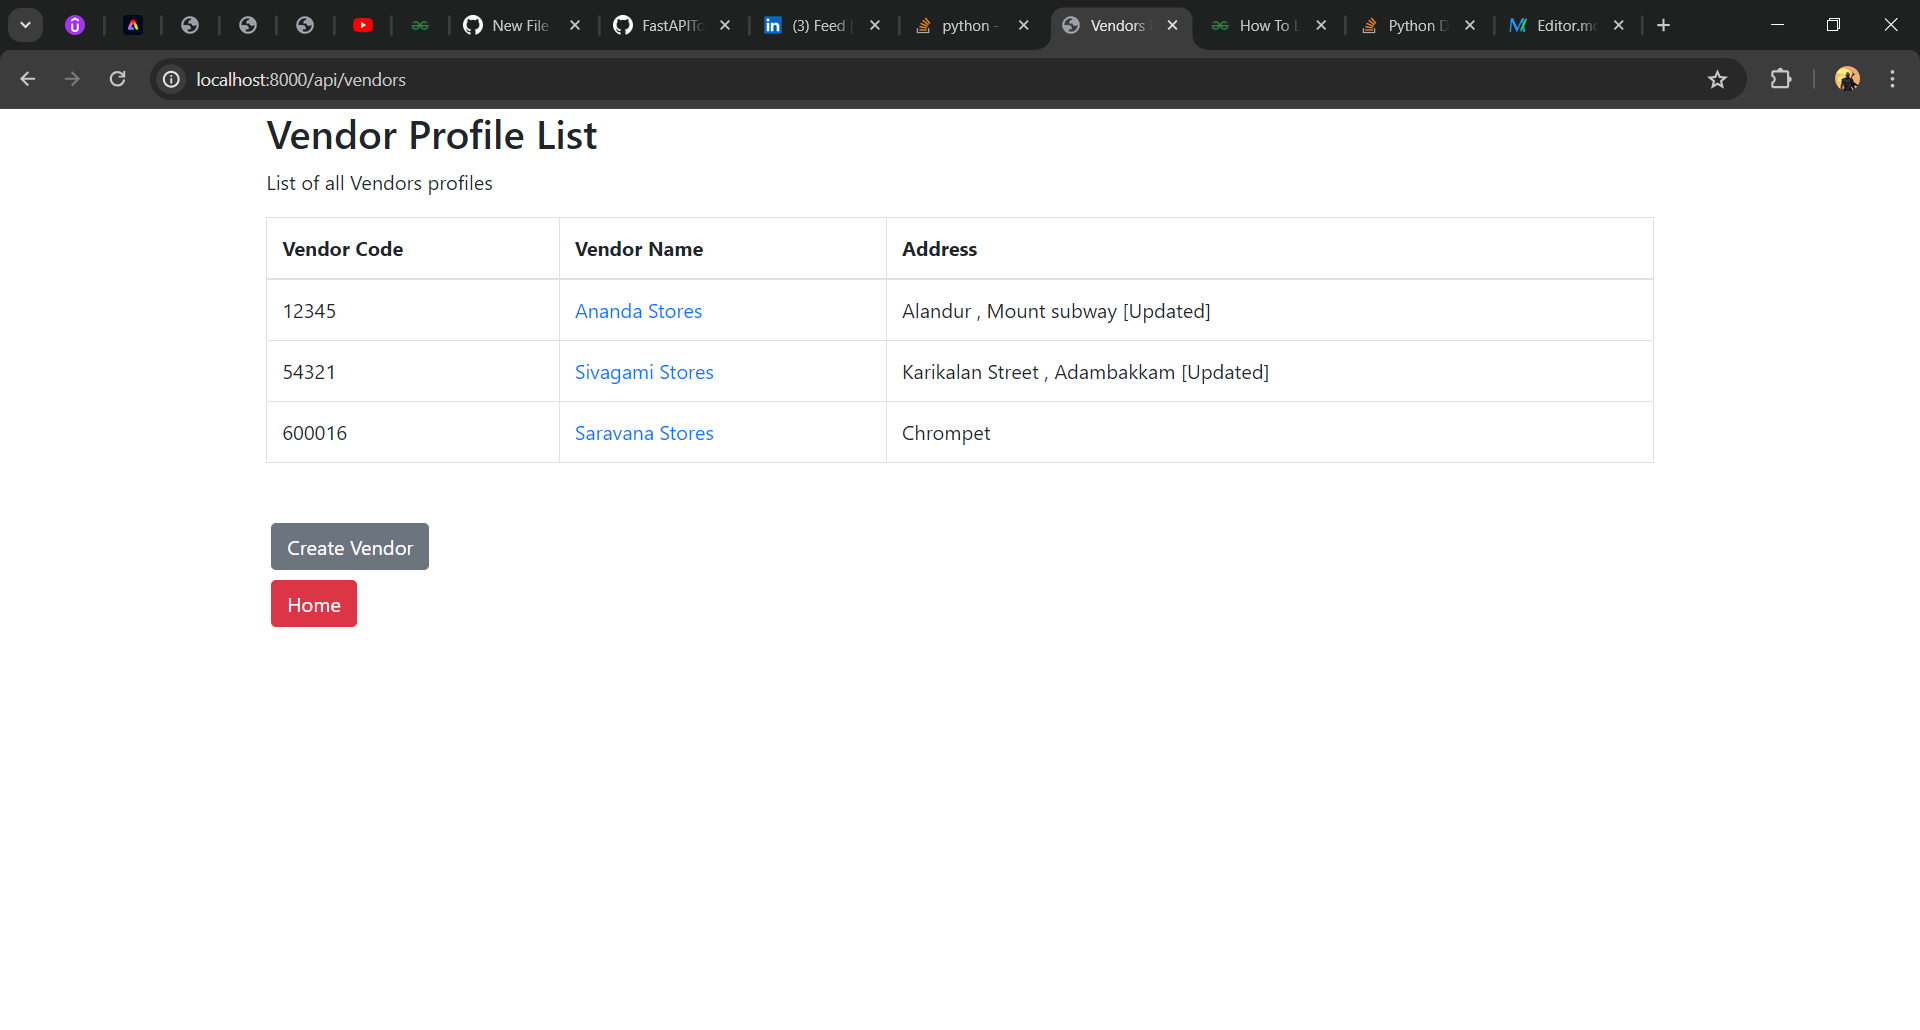 New File
FastAPITo
(3) Feed
python -
Vendors
How To L
Python D
Editor.mc
localhost:8000/api/vendors
Vendor Profile List
List of all Vendors profiles
Vendor Code Vendor Name Address
12345 Ananda Stores Alandur , Mount subway [Updated]
54321 Sivagami Stores Karikalan Street , Adambakkam [Updated]
600016 Saravana Stores Chrompet
Create Vendor
Home